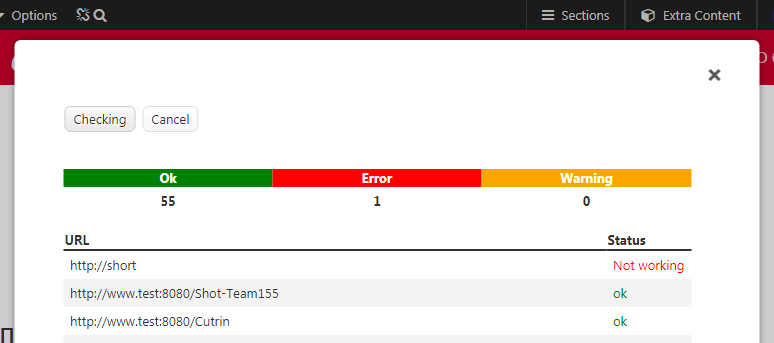 Options Sections Extra Content
Checking Cancel
Ok Error Warning
55 1 0
URL Status
http://short Not working
http://www.test:8080/Shot-Team155 ok
http://www.test:8080/Cutrin ok